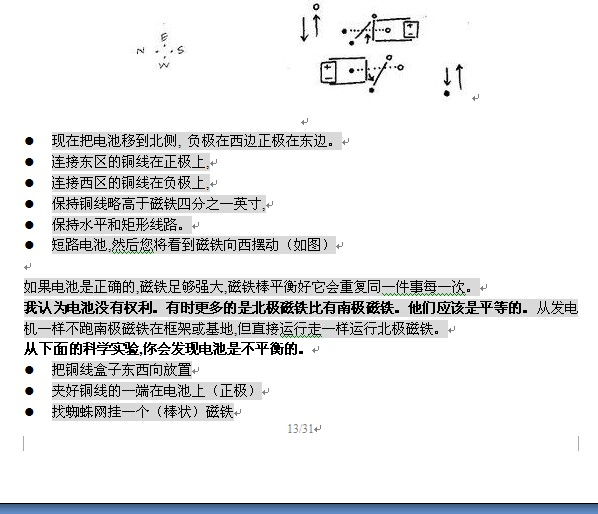 E
N S
W
现在把电池移到北侧, 负极在西边正极在东边。
连接东区的铜线在正极上,
连接西区的铜线在负极上,
保持铜线略高于磁铁四分之一英寸,
保持水平和矩形线路。
短路电池,然后您将看到磁铁向西摆动（如图）
如果电池是正确的,磁铁足够强大,磁铁棒平衡好它会重复同一件事每一次。
我认为电池没有权利。有时更多的是北极磁铁比有南极磁铁。他们应该是平等的。从发电
机一样不跑南极磁铁在框架或基地,但直接运行走一样运行北极磁铁。
从下面的科学实验,你会发现电池是不平衡的。
把铜线盒子东西向放置
夹好铜线的一端在电池上（正极）
找蜘蛛网挂一个（棒状）磁铁
13/31